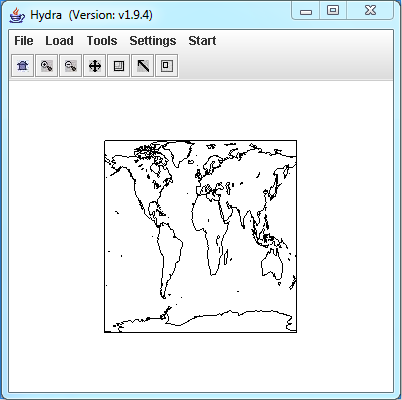 Hydra (Version: v1.9.4)
File Load Tools Settings Start